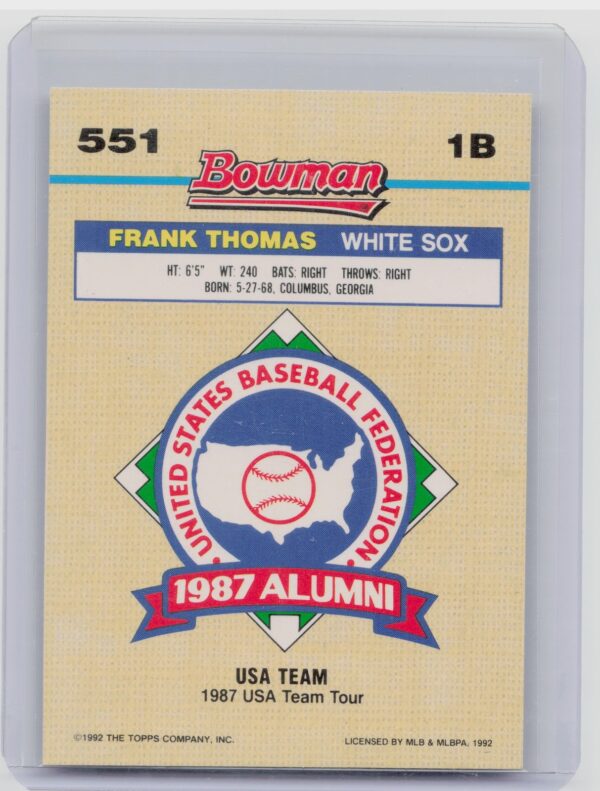 551
1B
Bowman
FRANK THOMAS WHITE SOX
HT: 6'5" WT: 240 BATS: RIGHT THROWS: RIGHT
BORN: 5-27-68, COLUMBUS, GEORGIA
UNITED STATES BASEBALL FEDERATION
1987 ALUMNI
USA TEAM
1987 USA Team Tour
©1992 THE TOPPS COMPANY, INC.
LICENSED BY MLB & MLBPA, 1992